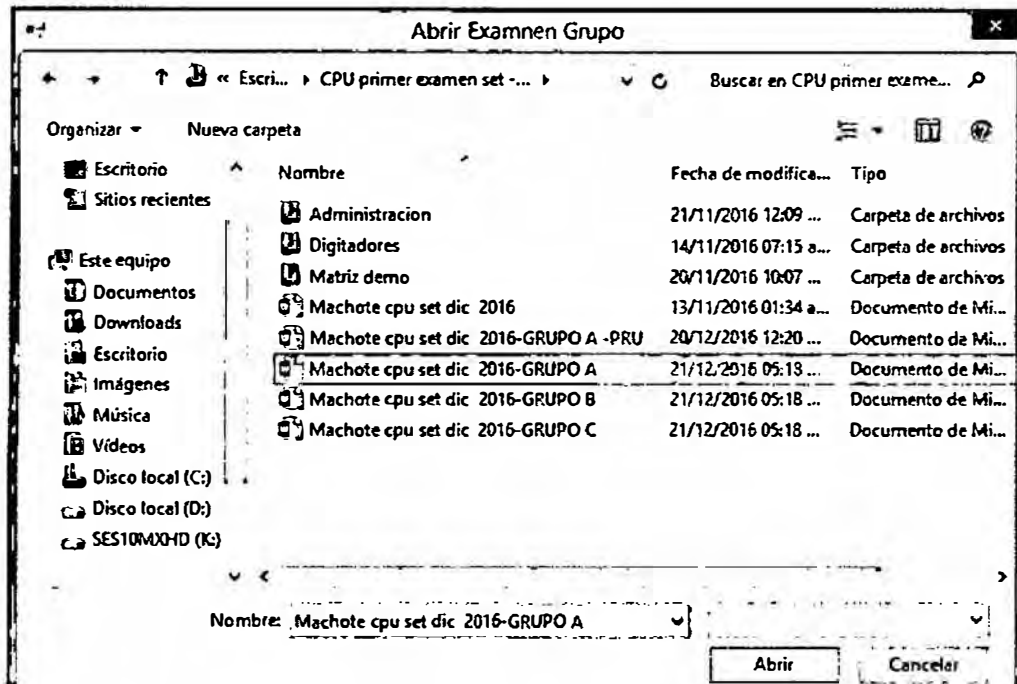 Abrir Examnen Grupo
« Escri... CPU primer examen set -... Buscar en CPU primer exame...
Organizar Nueva carpeta
Escritorio
Sitios recientes
Este equipo
Documentos
Downloads
Escritorio
Imágenes
Música
Vídeos
Disco local (C:)
Disco local (D:)
SES10MXHD (K:)
Nombre Fecha de modifica... Tipo
Administracion 21/11/2016 12:09 ... Carpeta de archivos
Digitadores 14/11/2016 07:15 a... Carpeta de archivos
Matriz demo 20/11/2016 10:07 ... Carpeta de archivos
Machote cpu set dic 2016 13/11/2016 01:34 a... Documento de Mi...
Machote cpu set dic 2016-GRUPO A -PRU 20/12/2016 12:20 ... Documento de Mi...
Machote cpu set dic 2016-GRUPO A 21/12/2016 05:18 ... Documento de Mi...
Machote cpu set dic 2016-GRUPO B 21/12/2016 05:18 ... Documento de Mi...
Machote cpu set dic 2016-GRUPO C 21/12/2016 05:18 ... Documento de Mi...
Nombre: Machote cpu set dic 2016-GRUPO A
Abrir Cancelar